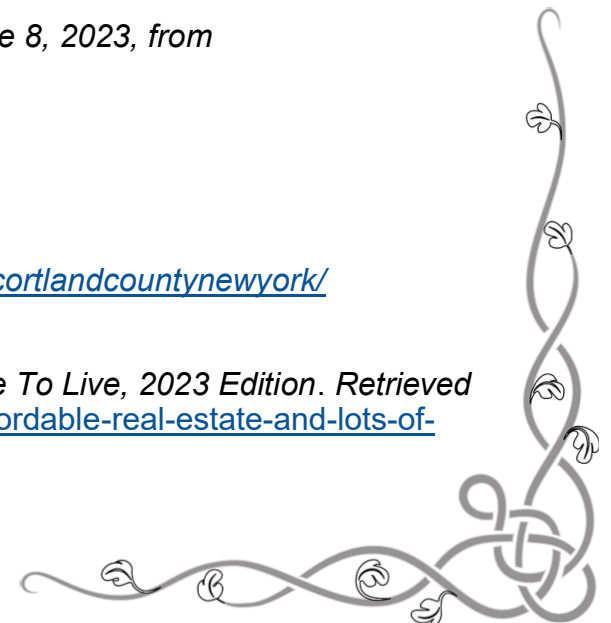 e 8, 2023, from
cortlandcountynewyork/
e To Live, 2023 Edition. Retrieved
ordable-real-estate-and-lots-of-